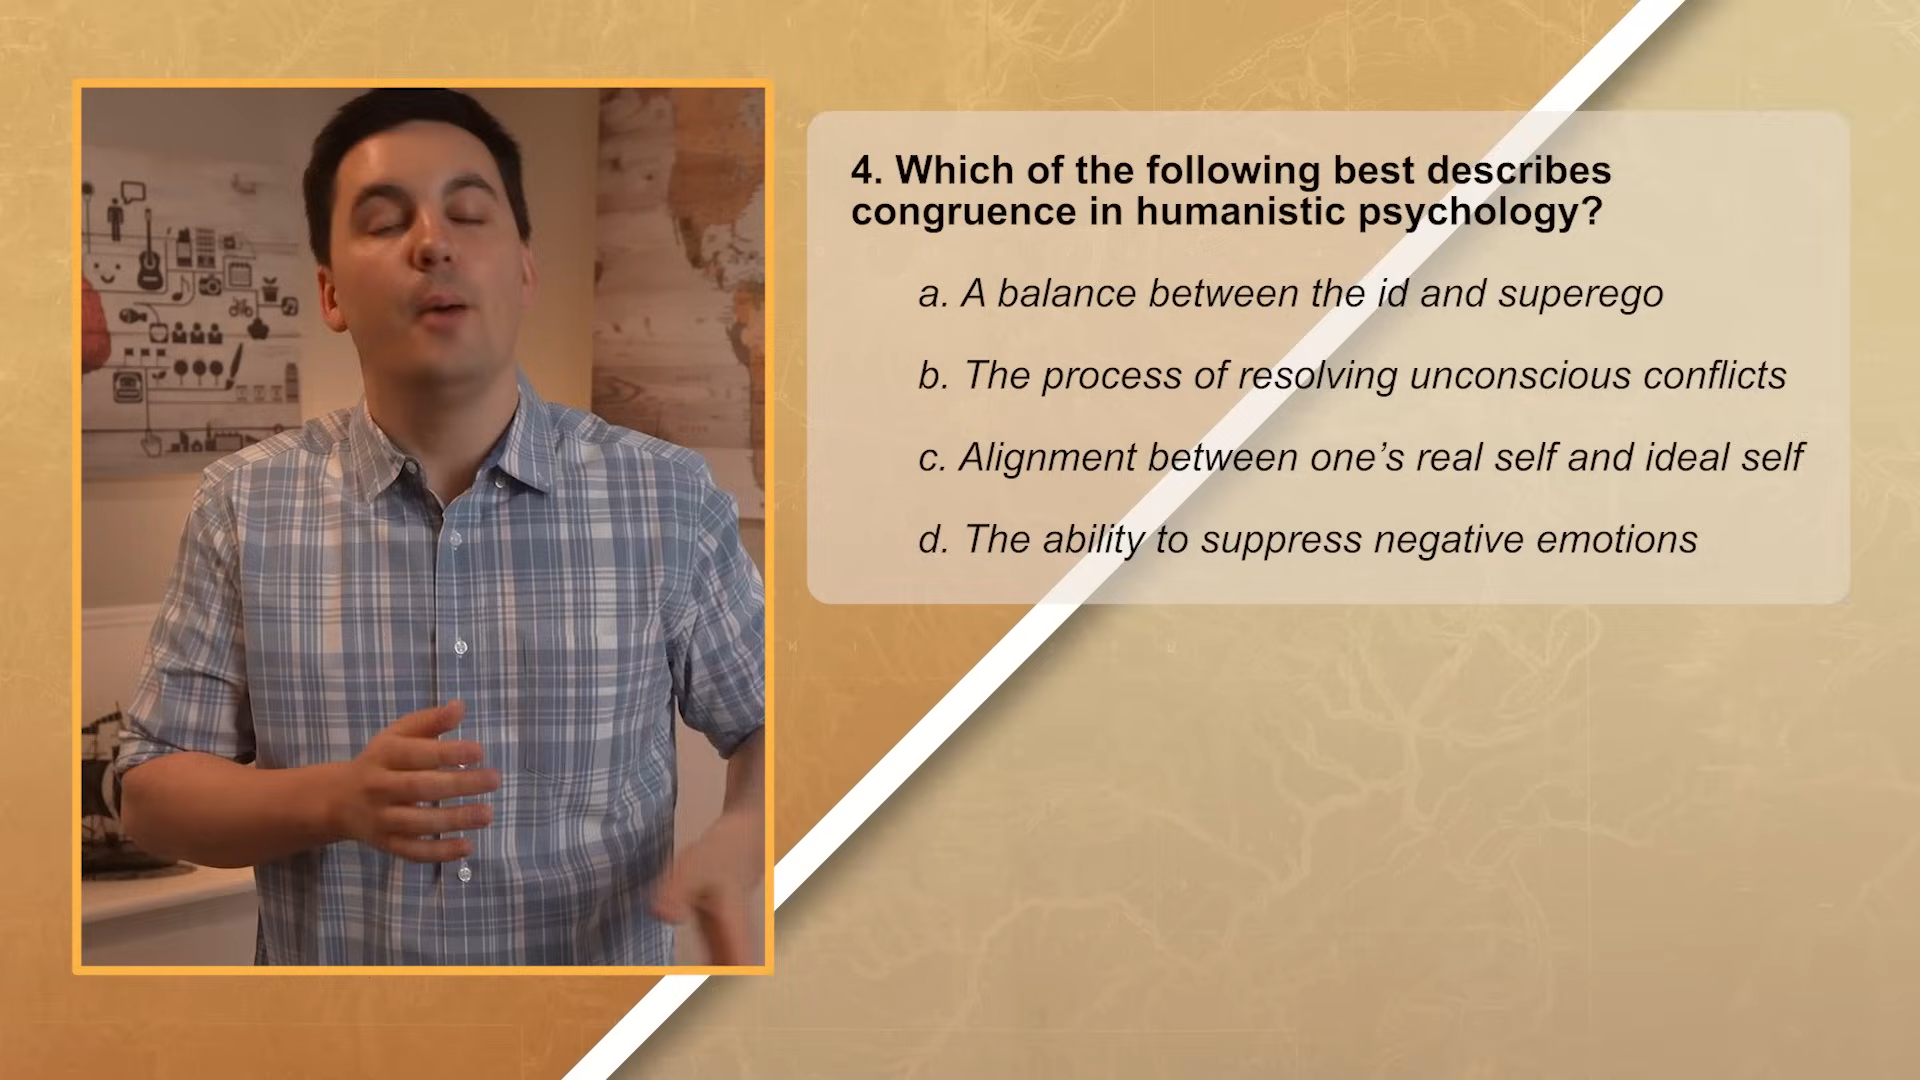 4. Which of the following best describes
congruence in humanistic psychology?
a. A balance between the id and superego
b. The process of resolving unconscious conflicts
c. Alignment between one’s real self and ideal self
d. The ability to suppress negative emotions